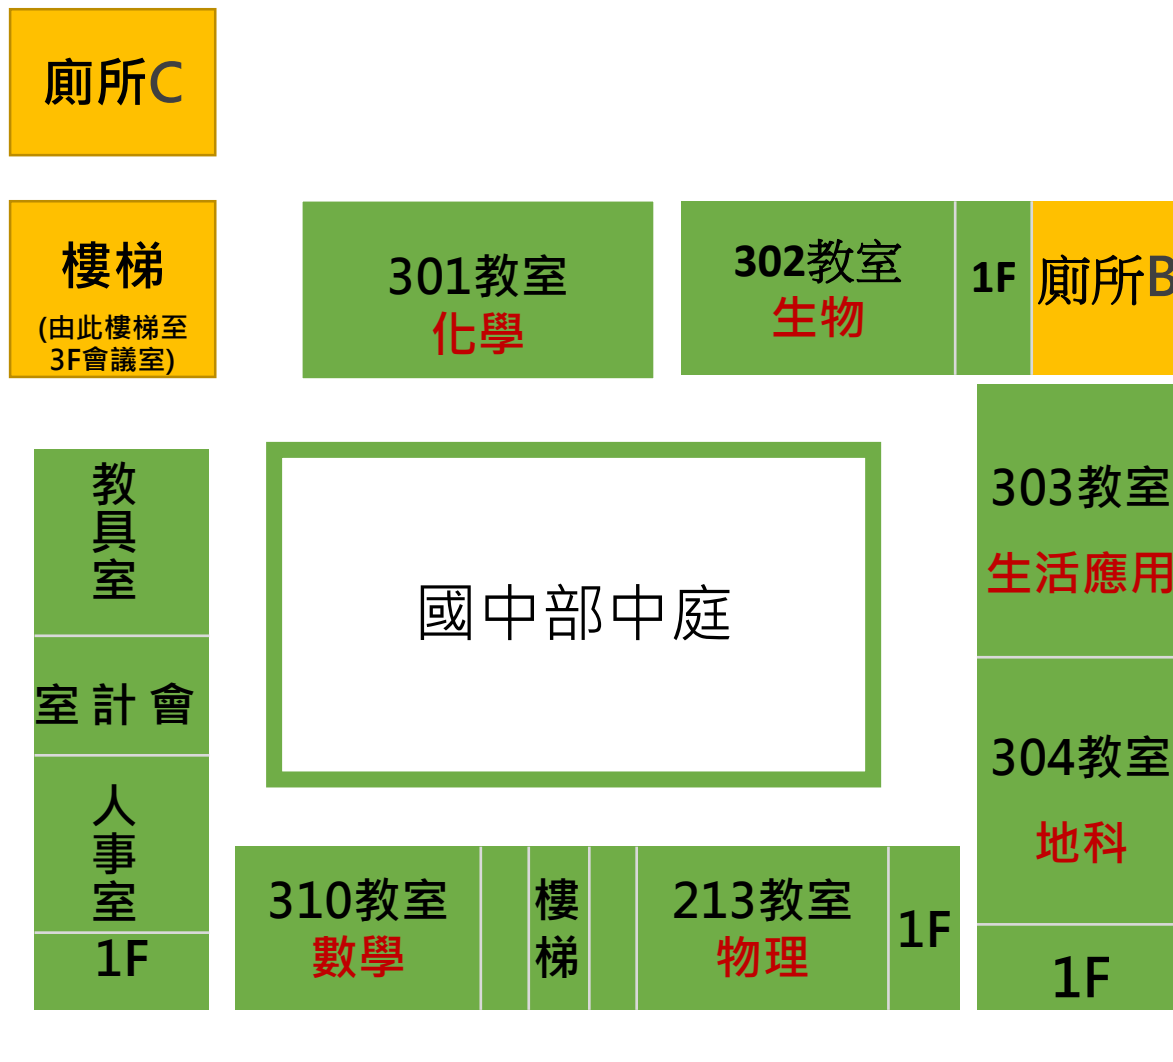 廁所C
樓梯
(由此樓梯至
3F會議室)
301教室
化學
302教室
生物
1F
廁所B
教具室
室計會
人事室
1F
國中部中庭
303教室
生活應用
304教室
地科
1F
310教室
數學
樓梯
213教室
物理
1F